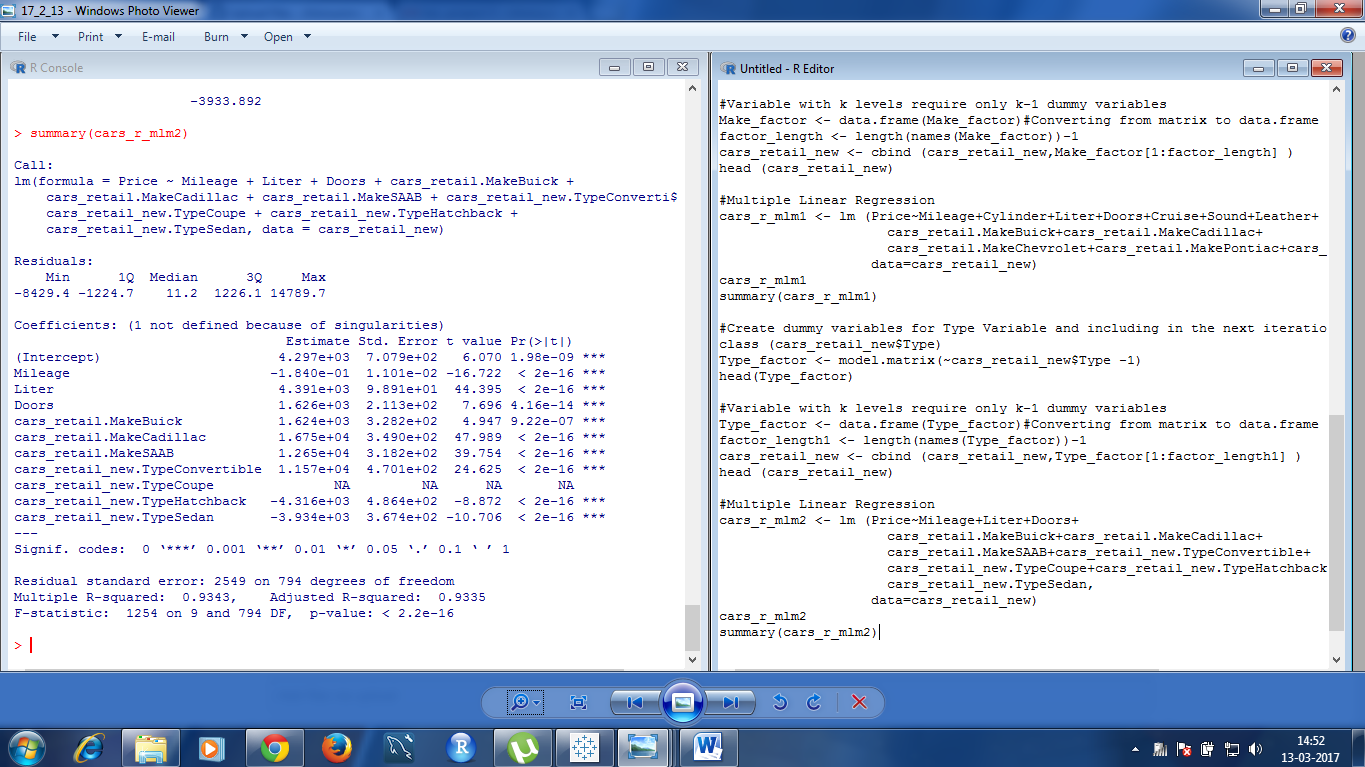 17_2_13 - Windows Photo Viewer
File Print E-mail Burn Open
R Console
-3933.892
> summary(cars_r_mlm2)
Call:
lm(formula = Price ~ Mileage + Liter + Doors + cars_retail.MakeBuick +
    cars_retail.MakeCadillac + cars_retail.MakeSAAB + cars_retail_new.TypeConverti$
    cars_retail_new.TypeCoupe + cars_retail_new.TypeHatchback +
    cars_retail_new.TypeSedan, data = cars_retail_new)
Residuals:
    Min      1Q  Median      3Q     Max
-8429.4 -1224.7    11.2  1226.1 14789.7
Coefficients: (1 not defined because of singularities)
                                  Estimate Std. Error t value Pr(>|t|)
(Intercept)                      4.297e+03  7.079e+02   6.070 1.98e-09 ***
Mileage                         -1.840e-01  1.101e-02 -16.722  < 2e-16 ***
Liter                            4.391e+03  9.891e+01  44.395  < 2e-16 ***
Doors                            1.626e+03  2.113e+02   7.696 4.16e-14 ***
cars_retail.MakeBuick            1.624e+03  3.282e+02   4.947 9.22e-07 ***
cars_retail.MakeCadillac         1.675e+04  3.490e+02  47.989  < 2e-16 ***
cars_retail.MakeSAAB             1.265e+04  3.182e+02  39.754  < 2e-16 ***
cars_retail_new.TypeConvertible  1.157e+04  4.701e+02  24.625  < 2e-16 ***
cars_retail_new.TypeCoupe               NA         NA      NA       NA
cars_retail_new.TypeHatchback   -4.316e+03  4.864e+02  -8.872  < 2e-16 ***
cars_retail_new.TypeSedan       -3.934e+03  3.674e+02 -10.706  < 2e-16 ***
---
Signif. codes:  0 ‘***’ 0.001 ‘**’ 0.01 ‘*’ 0.05 ‘.’ 0.1 ‘ ’ 1
Residual standard error: 2549 on 794 degrees of freedom
Multiple R-squared:  0.9343,    Adjusted R-squared:  0.9335
F-statistic:  1254 on 9 and 794 DF,  p-value: < 2.2e-16
>
Untitled - R Editor
#Variable with k levels require only k-1 dummy variables
Make_factor <- data.frame(Make_factor)#Converting from matrix to data.frame
factor_length <- length(names(Make_factor))-1
cars_retail_new <- cbind (cars_retail_new,Make_factor[1:factor_length] )
head (cars_retail_new)
#Multiple Linear Regression
cars_r_mlm1 <- lm (Price~Mileage+Cylinder+Liter+Doors+Cruise+Sound+Leather+
                     cars_retail.MakeBuick+cars_retail.MakeCadillac+
                     cars_retail.MakeChevrolet+cars_retail.MakePontiac+cars_
                   data=cars_retail_new)
cars_r_mlm1
summary(cars_r_mlm1)
#Create dummy variables for Type Variable and including in the next iteratio
class (cars_retail_new$Type)
Type_factor <- model.matrix(~cars_retail_new$Type -1)
head(Type_factor)
#Variable with k levels require only k-1 dummy variables
Type_factor <- data.frame(Type_factor)#Converting from matrix to data.frame
factor_length1 <- length(names(Type_factor))-1
cars_retail_new <- cbind (cars_retail_new,Type_factor[1:factor_length1] )
head (cars_retail_new)
#Multiple Linear Regression
cars_r_mlm2 <- lm (Price~Mileage+Liter+Doors+
                     cars_retail.MakeBuick+cars_retail.MakeCadillac+
                     cars_retail.MakeSAAB+cars_retail_new.TypeConvertible+
                     cars_retail_new.TypeCoupe+cars_retail_new.TypeHatchback
                     cars_retail_new.TypeSedan,
                   data=cars_retail_new)
cars_r_mlm2
summary(cars_r_mlm2)
14:52
13-03-2017